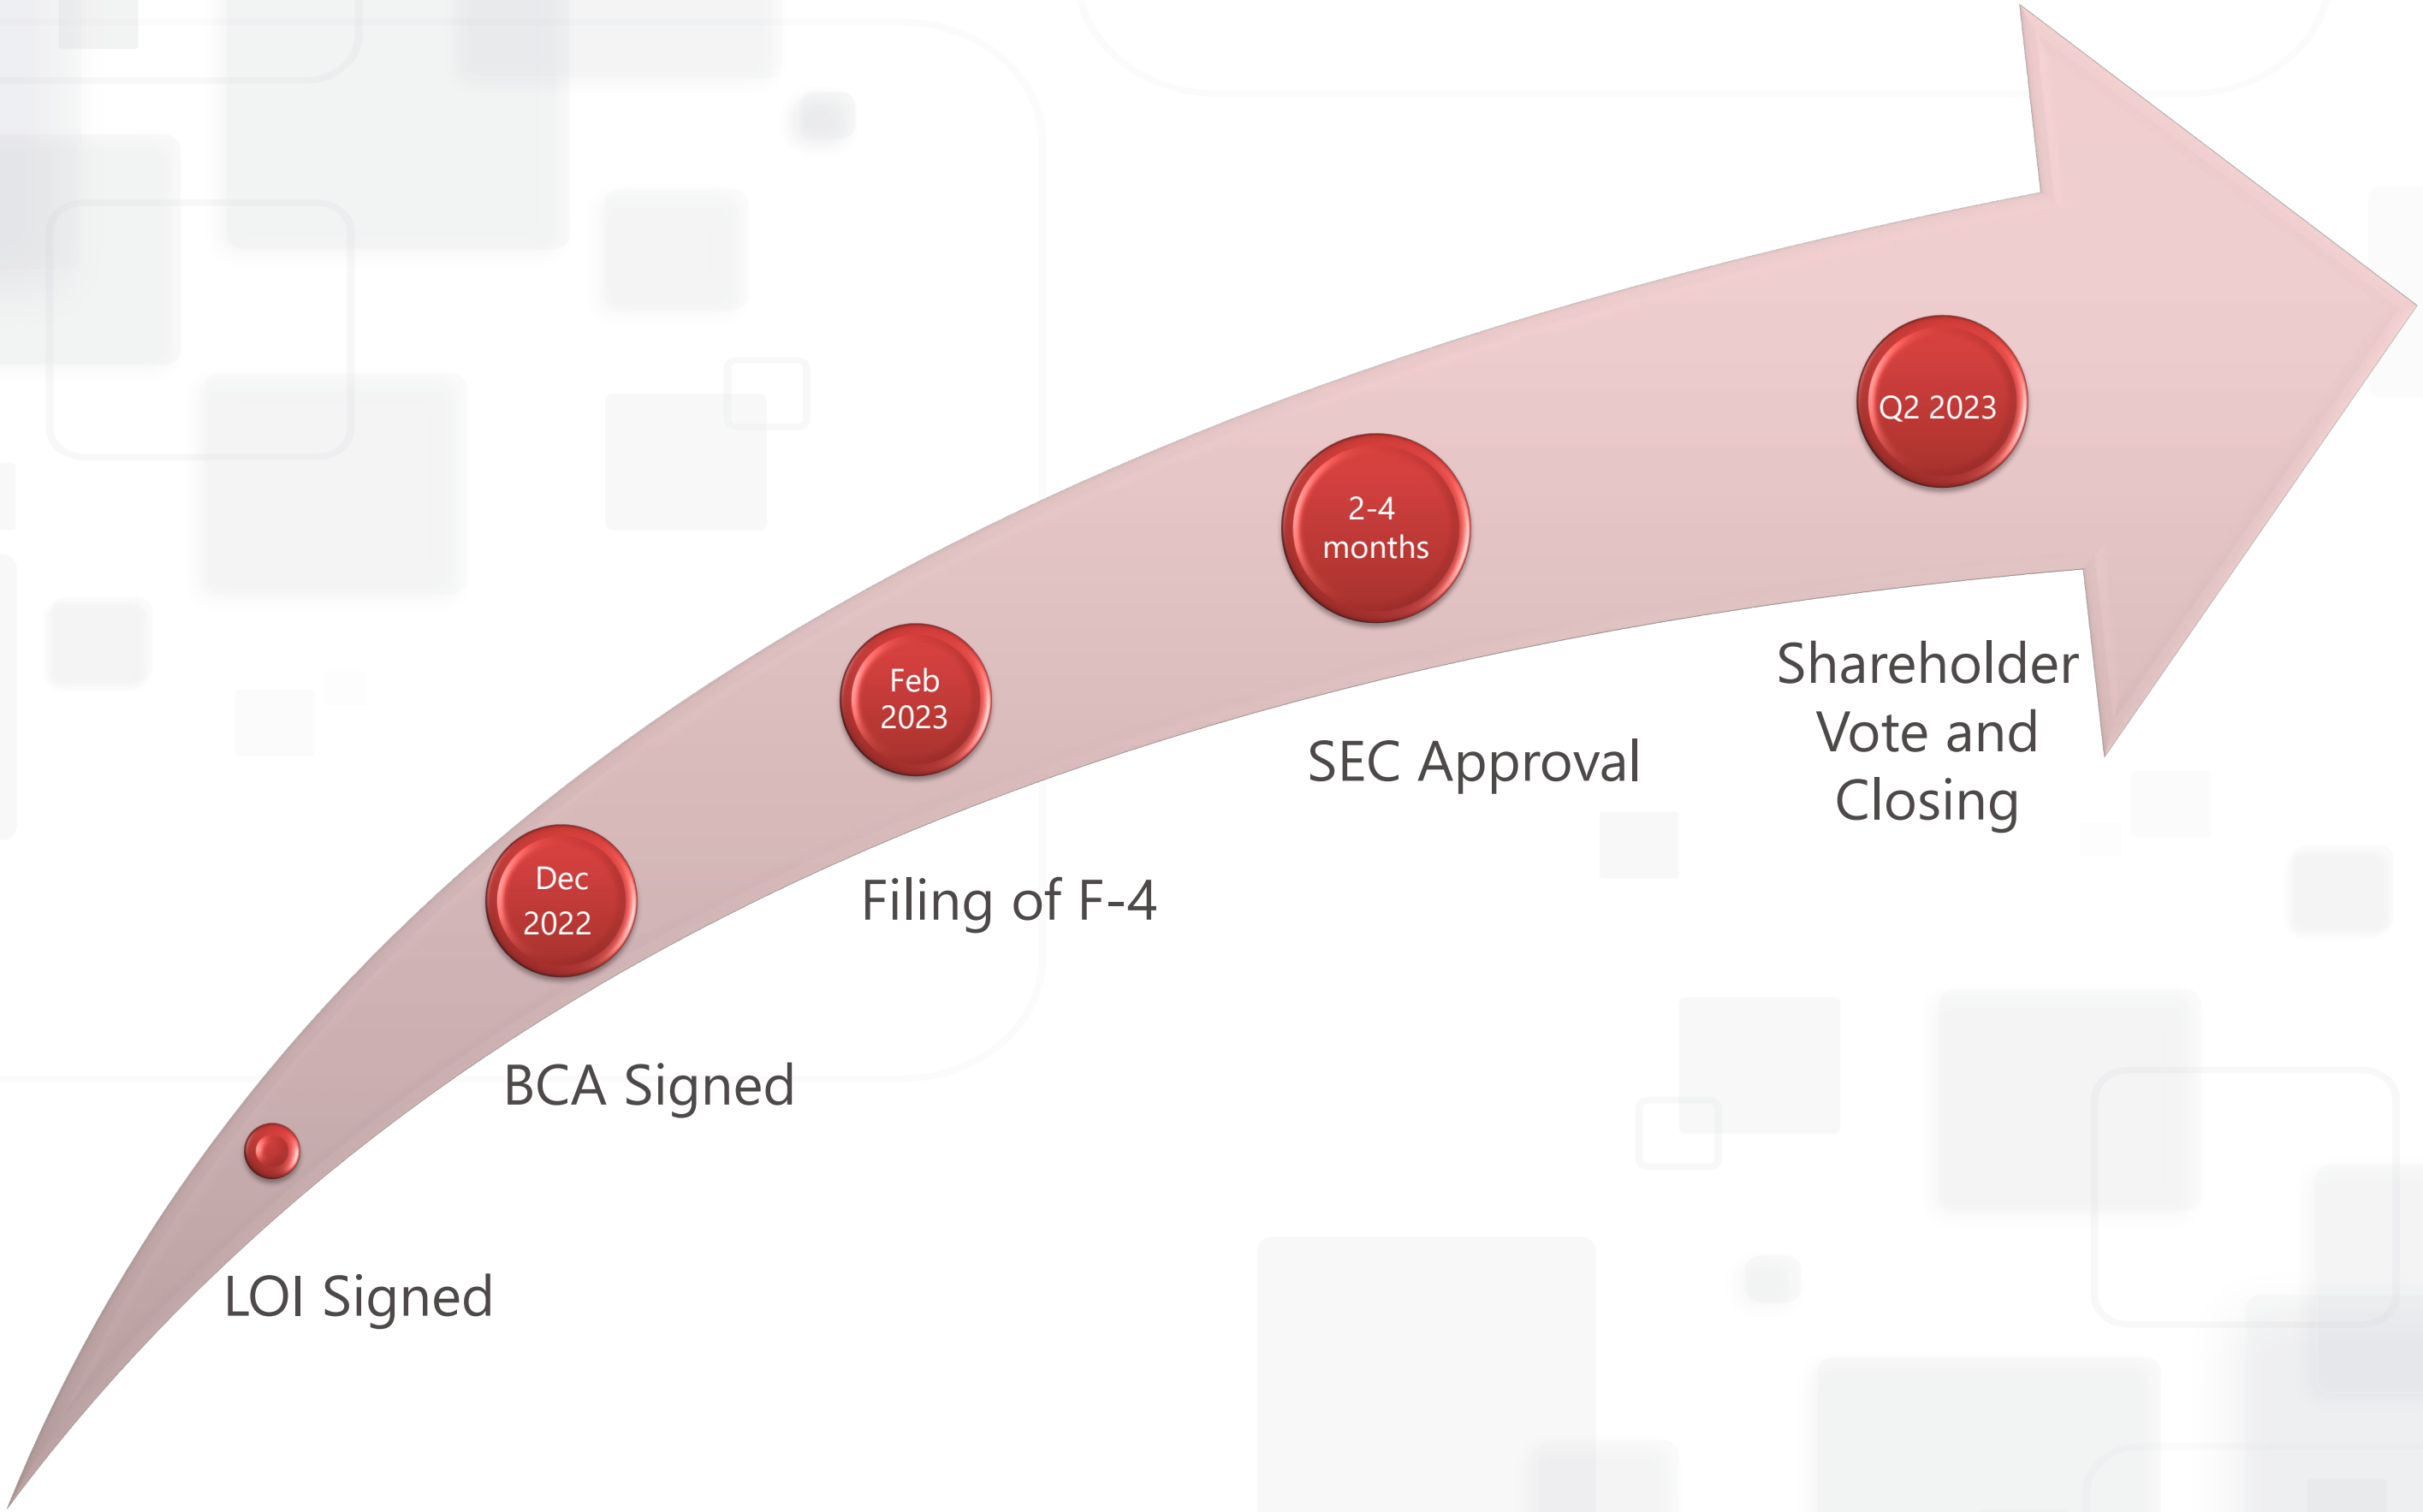 LOI Signed
Dec
2022
BCA Signed
Feb
2023
Filing of F-4
2-4
months
SEC Approval
Q2 2023
Shareholder
Vote and
Closing